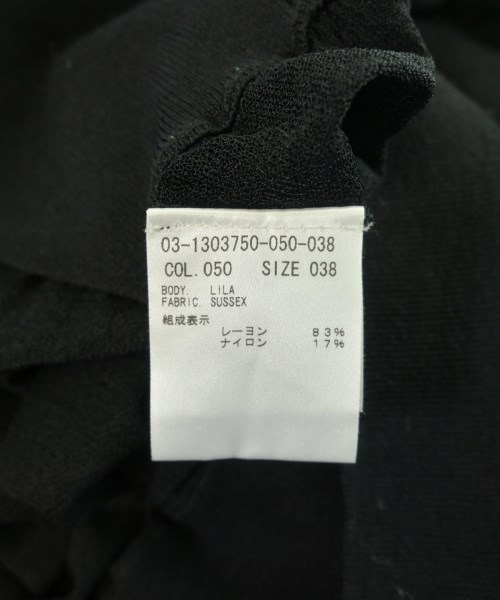 03-1303750-050-038
COL. 050 SIZE 038
BODY. LILA
FABRIC. SUSSEX
組成表示
レーヨン 83%
ナイロン 17%